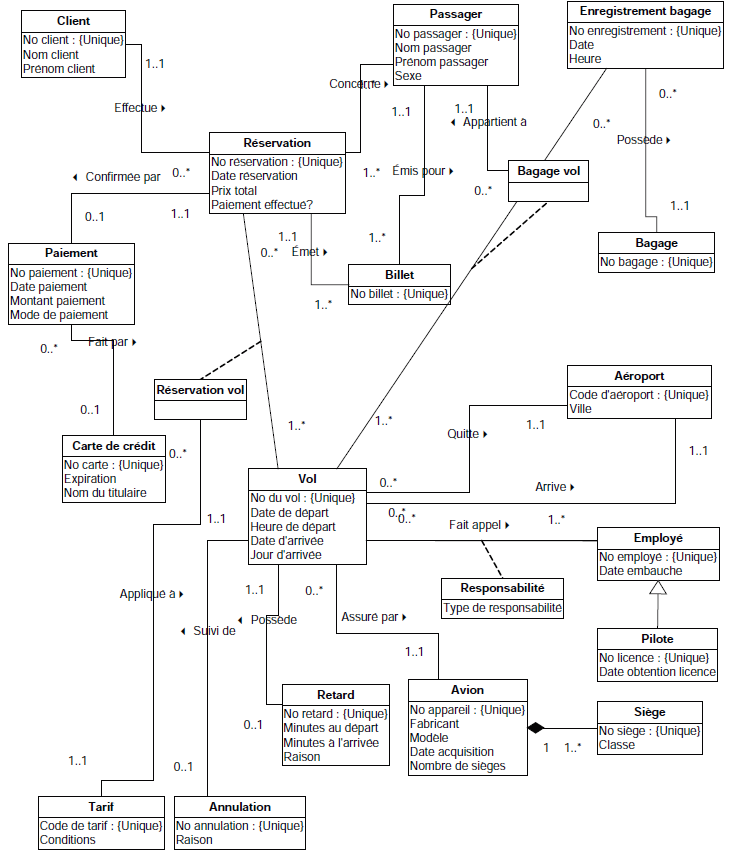 Client
No client : {Unique}
Nom client
Prénom client
Passager
No passager : {Unique}
Nom passager
Prénom passager
Sexe
Enregistrement bagage
No enregistrement : {Unique}
Date
Heure
1..1
Effectue
Concerne
1..*
1..1
1..1
Appartient à
0..*
0..*
Possède
Réservation
No réservation : {Unique}
Date réservation
Prix total
Paiement effectué?
Confirmée par
0..*
1..*
Émis pour
0..*
Bagage vol
0..1
1..1
1..1
1..1
0..*
Émet
1..*
Paiement
No paiement : {Unique}
Date paiement
Montant paiement
Mode de paiement
Billet
No billet : {Unique}
1..*
Bagage
No bagage : {Unique}
0..*
Fait par
0..1
Réservation vol
Aéroport
Code d'aéroport : {Unique}
Ville
Carte de crédit
No carte : {Unique}
Expiration
Nom du titulaire
0..*
1..*
1..*
Quitte
1..1
1..1
Vol
No du vol : {Unique}
Date de départ
Heure de départ
Date d'arrivée
Jour d'arrivée
0..*
Arrive
0..*
0..*
Fait appel
1..*
1..1
Employé
No employé : {Unique}
Date embauche
Responsabilité
Type de responsabilité
Appliqué à
1..1
0..*
Suivi de
Possède
Assuré par
1..1
Pilote
No licence : {Unique}
Date obtention licence
Retard
No retard : {Unique}
Minutes au départ
Minutes à l'arrivée
Raison
0..1
Avion
No appareil : {Unique}
Fabricant
Modèle
Date acquisition
Nombre de sièges
1
1..*
Siège
No siège : {Unique}
Classe
1..1
0..1
Tarif
Code de tarif : {Unique}
Conditions
Annulation
No annulation : {Unique}
Raison